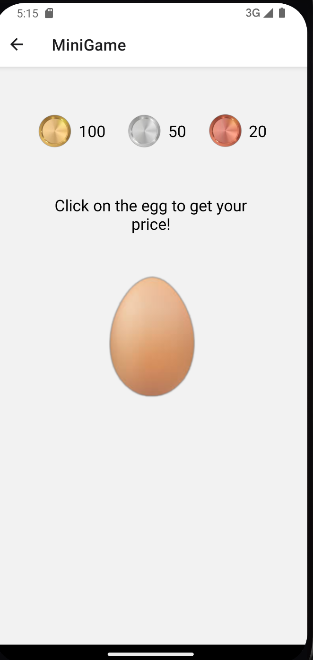 5:15 3G
MiniGame
100 50 20
Click on the egg to get your
price!